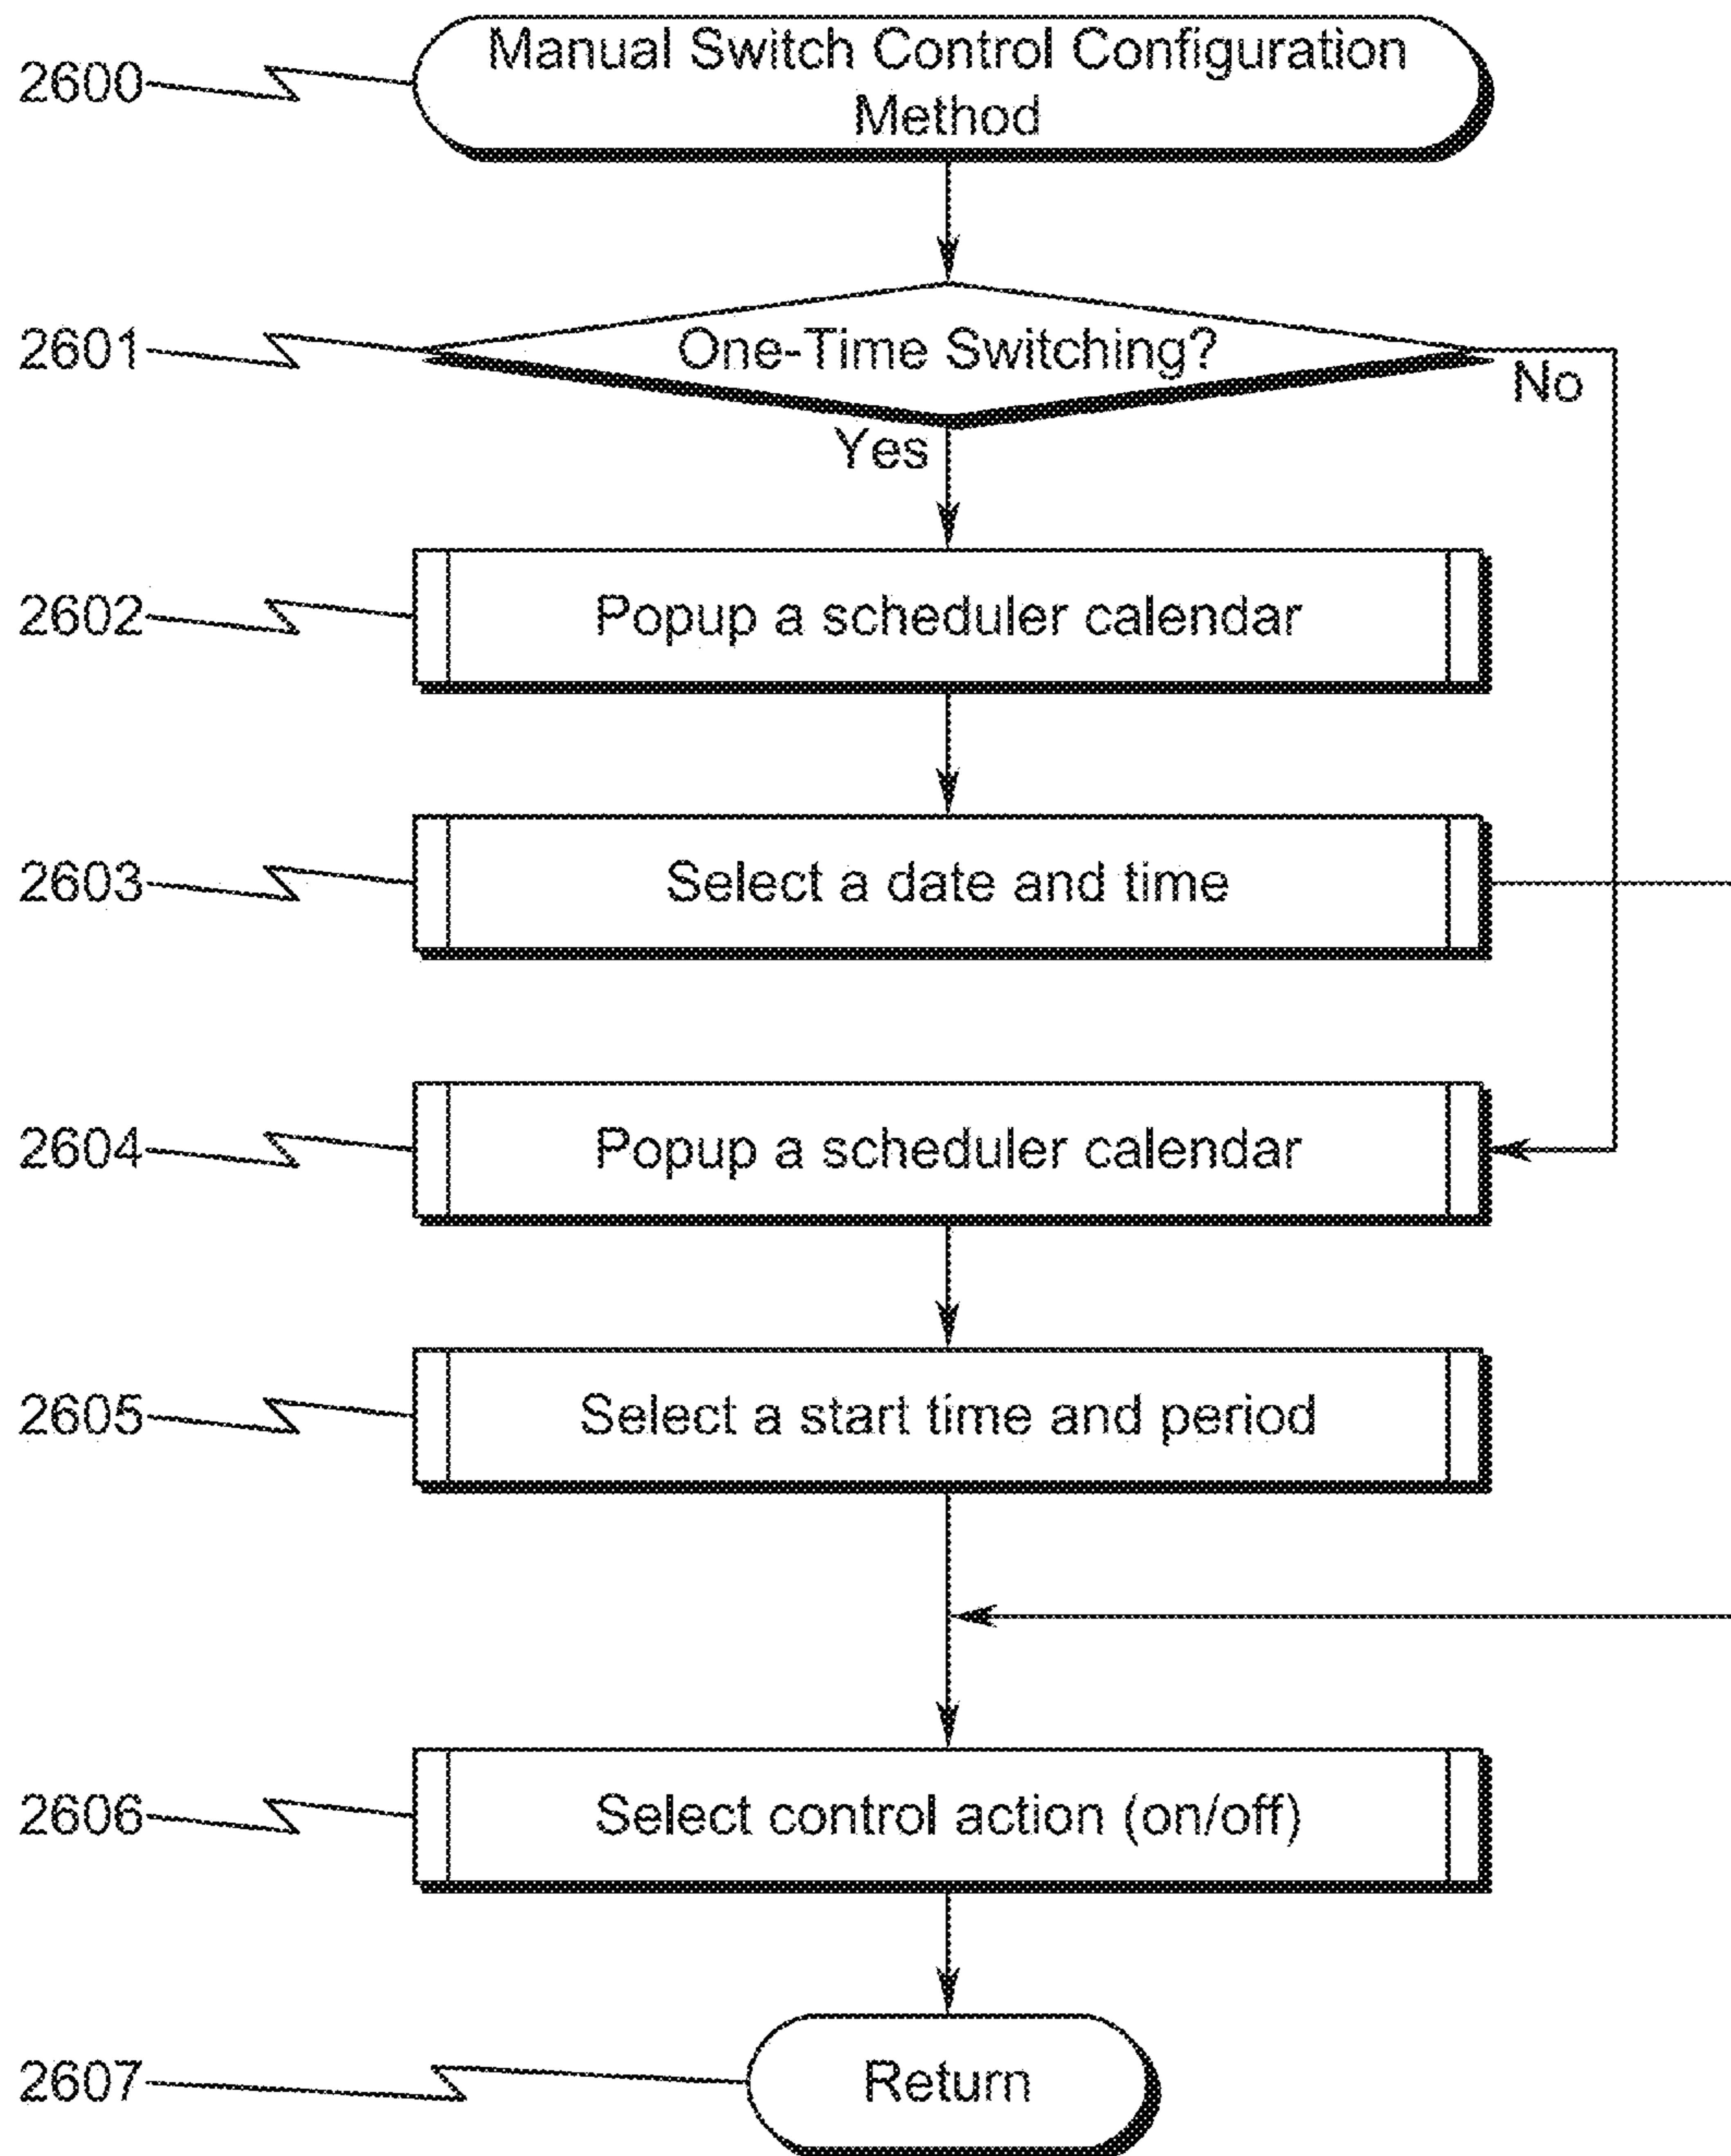 2600
Manual Switch Control Configuration
Method
2601
One-Time Switching?
No
Yes
2602
Popup a scheduler calendar
2603
Select a date and time
2604
Popup a scheduler calendar
2605
Select a start time and period
2606
Select control action (on/off)
2607
Return